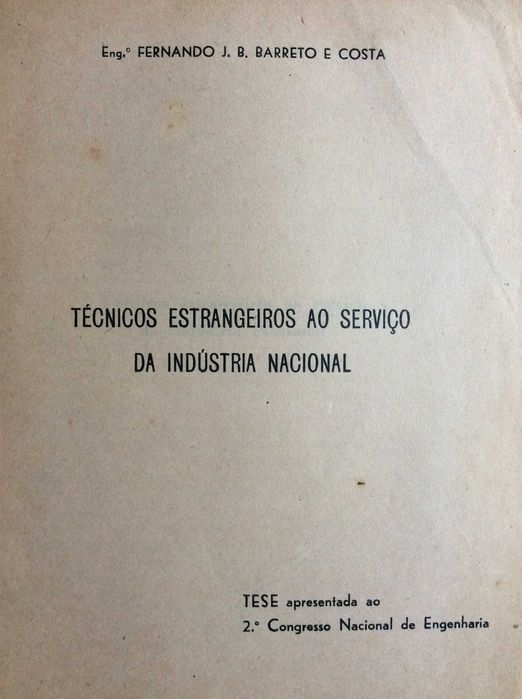 Eng.º FERNANDO J. B. BARRETO E COSTA
TÉCNICOS ESTRANGEIROS AO SERVIÇO
DA INDÚSTRIA NACIONAL
TESE apresentada ao
2.º Congresso Nacional de Engenharia